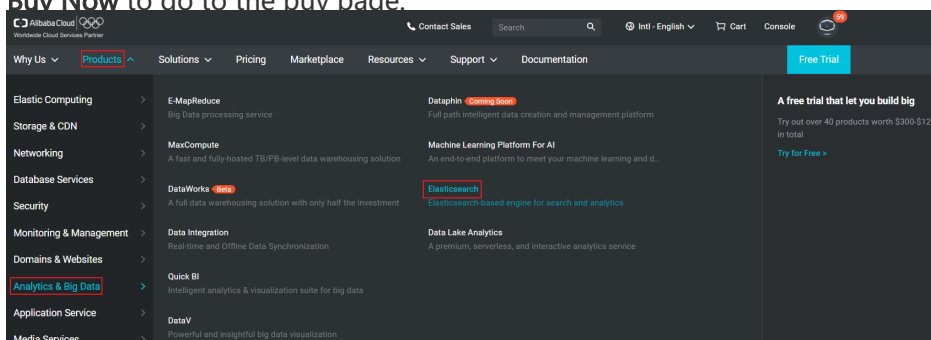 Buy Now to go to the buy page.
Alibaba Cloud
Worldwide Cloud Services Partner
Contact Sales Search Intl - English Cart Console 59
Why Us Products Solutions Pricing Marketplace Resources Support Documentation Free Trial
Elastic Computing
Storage & CDN
Networking
Database Services
Security
Monitoring & Management
Domains & Websites
Analytics & Big Data
Application Service
Media Services
E-MapReduce
Big Data processing service
MaxCompute
A fast and fully-hosted TB/PB-level data warehousing solution
DataWorks Beta
A full data warehousing solution with only half the investment
Data Integration
Real-time and Offline Data Synchronization
Quick BI
Intelligent analytics & visualization suite for big data
DataV
Powerful and insightful big data visualization
Dataphin Coming Soon
Full path intelligent data creation and management platform
Machine Learning Platform For AI
An end-to-end platform to meet your machine learning and d...
Elasticsearch
Elasticsearch-based engine for search and analytics
Data Lake Analytics
A premium, serverless, and interactive analytics service
A free trial that let you build big
Try out over 40 products worth $300-$12
in total
Try for Free >